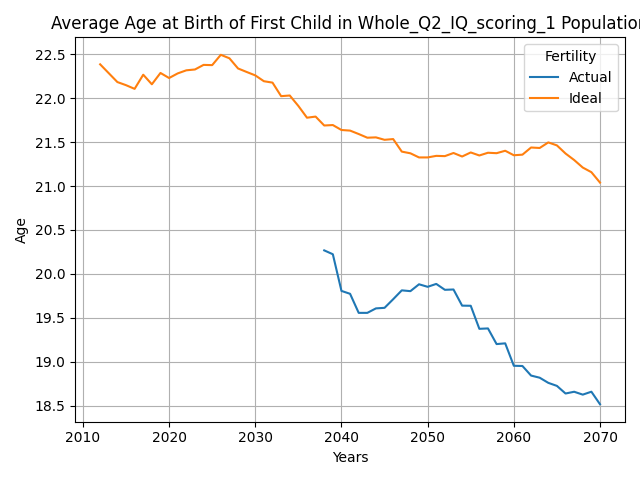 Average Age at Birth of First Child in Whole_Q2_IQ_scoring_1 Population
22.5
22.0
21.5
21.0
20.5
20.0
19.5
19.0
18.5
Age
Fertility
Actual
Ideal
2010
2020
2030
2040
2050
2060
2070
Years